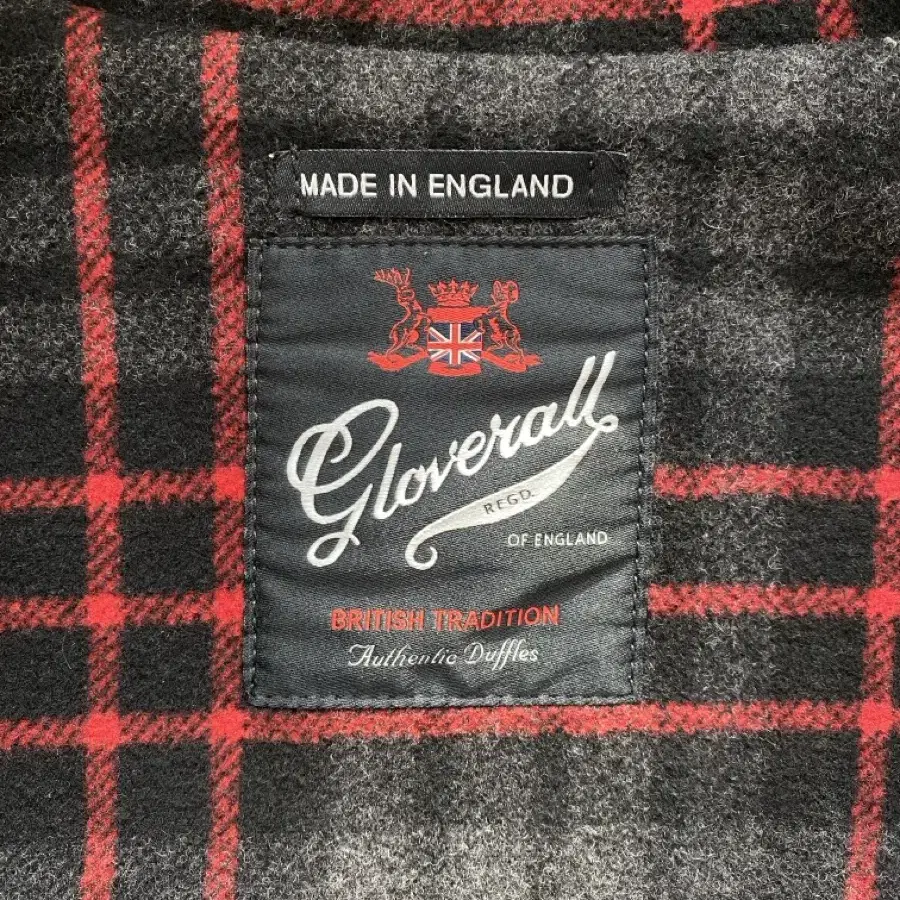 MADE IN ENGLAND
Gloverall
REGD.
OF ENGLAND
BRITISH TRADITION
Authentic Duffles